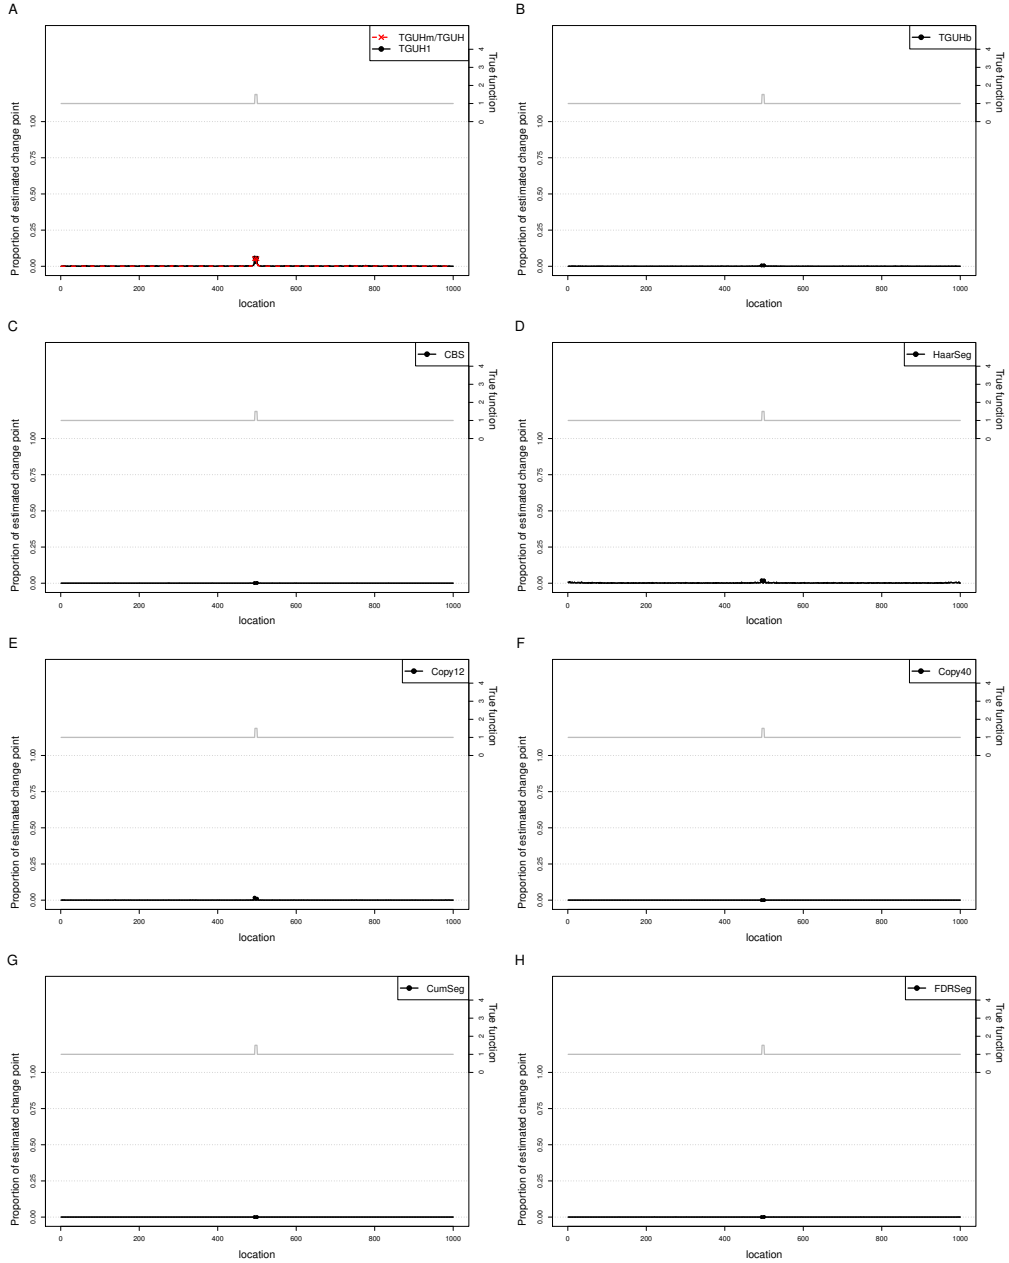 A
TGUHm/TGUH
TGUH1
Proportion of estimated change point
0.00 0.25 0.50 0.75 1.00
True function
0 1 2 3 4
0 200 400 600 800 1000
location
B
TGUHb
Proportion of estimated change point
0.00 0.25 0.50 0.75 1.00
True function
0 1 2 3 4
0 200 400 600 800 1000
location
C
CBS
Proportion of estimated change point
0.00 0.25 0.50 0.75 1.00
True function
0 1 2 3 4
0 200 400 600 800 1000
location
D
HaarSeg
Proportion of estimated change point
0.00 0.25 0.50 0.75 1.00
True function
0 1 2 3 4
0 200 400 600 800 1000
location
E
Copy12
Proportion of estimated change point
0.00 0.25 0.50 0.75 1.00
True function
0 1 2 3 4
0 200 400 600 800 1000
location
F
Copy40
Proportion of estimated change point
0.00 0.25 0.50 0.75 1.00
True function
0 1 2 3 4
0 200 400 600 800 1000
location
G
CumSeg
Proportion of estimated change point
0.00 0.25 0.50 0.75 1.00
True function
0 1 2 3 4
0 200 400 600 800 1000
location
H
FDRSeg
Proportion of estimated change point
0.00 0.25 0.50 0.75 1.00
True function
0 1 2 3 4
0 200 400 600 800 1000
location